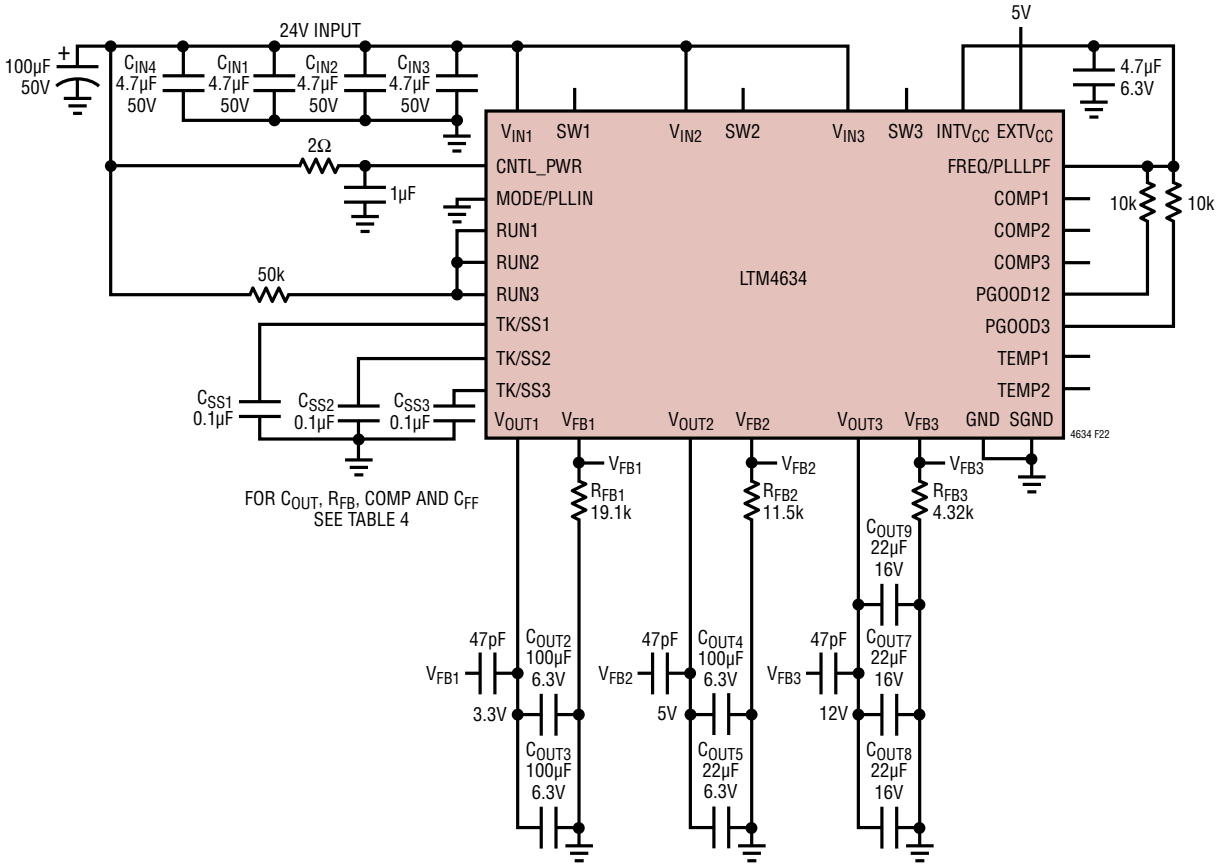 5V
24V INPUT
100µF
50V
+
CIN4
4.7µF
50V
CIN1
4.7µF
50V
CIN2
4.7µF
50V
CIN3
4.7µF
50V
4.7µF
6.3V
VIN1
SW1
VIN2
SW2
VIN3
SW3
INTVCC
EXTVCC
2Ω
1µF
CNTL_PWR
MODE/PLLIN
RUN1
RUN2
RUN3
50k
TK/SS1
TK/SS2
TK/SS3
LTM4634
FREQ/PLLLPF
COMP1
COMP2
COMP3
PGOOD12
PGOOD3
TEMP1
TEMP2
10k
10k
CSS1
0.1µF
CSS2
0.1µF
CSS3
0.1µF
VOUT1
VFB1
VOUT2
VFB2
VOUT3
VFB3
GND
SGND
4634 F22
FOR COUT, RFB, COMP AND CFF
SEE TABLE 4
VFB1
RFB1
19.1k
VFB2
RFB2
11.5k
VFB3
RFB3
4.32k
47pF
VFB1
3.3V
COUT2
100µF
6.3V
COUT3
100µF
6.3V
47pF
VFB2
5V
COUT4
100µF
6.3V
COUT5
22µF
6.3V
COUT9
22µF
16V
47pF
VFB3
12V
COUT7
22µF
16V
COUT8
22µF
16V